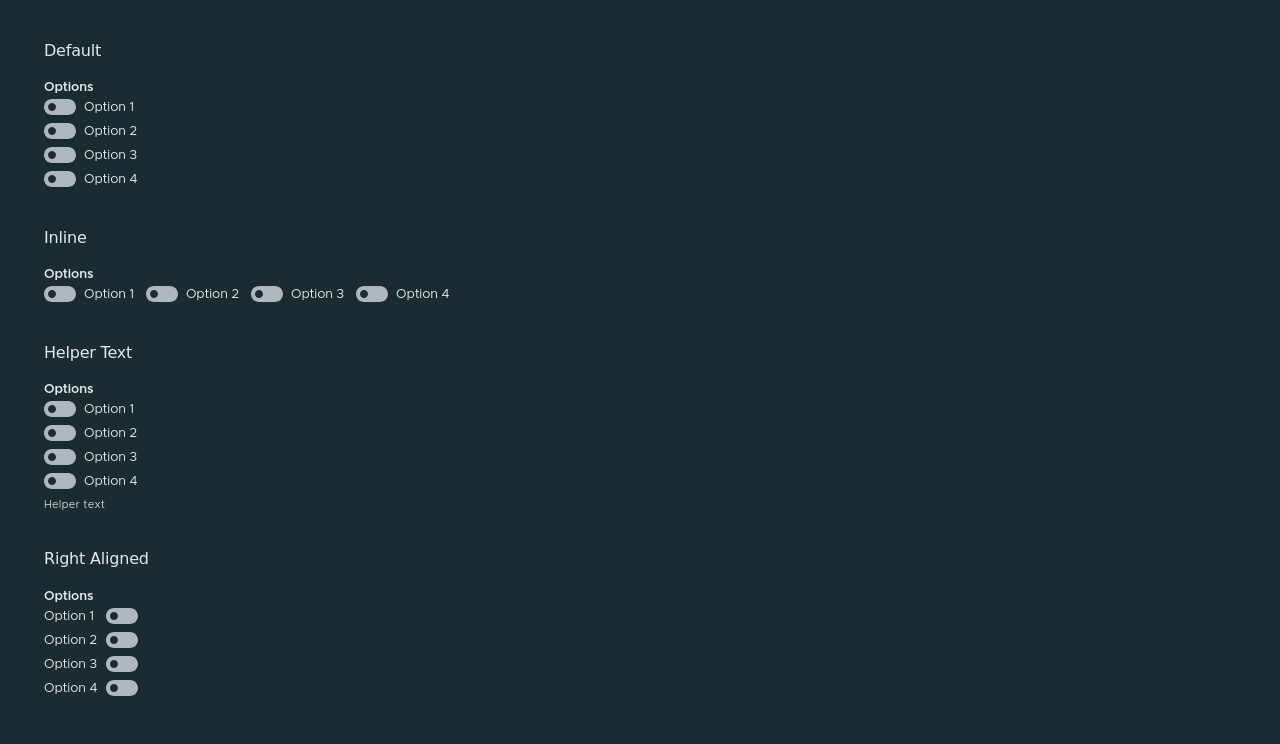 Default
Options
Option 1
Option 2
Option 3
Option 4
Inline
Options
Option 1 Option 2 Option 3 Option 4
Helper Text
Options
Option 1
Option 2
Option 3
Option 4
Helper text
Right Aligned
Options
Option 1
Option 2
Option 3
Option 4